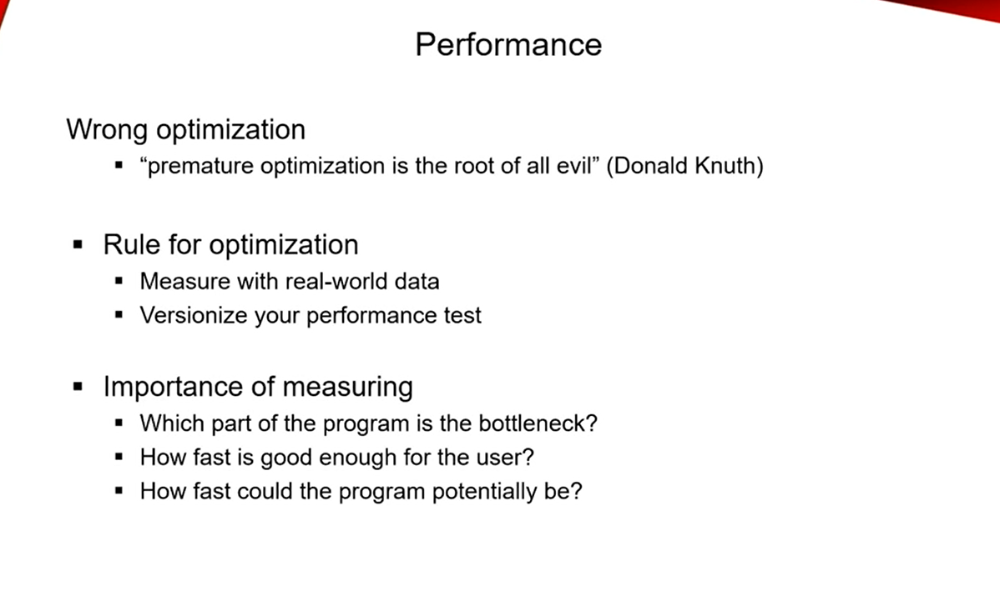 Performance
Wrong optimization
▪ “premature optimization is the root of all evil” (Donald Knuth)
▪ Rule for optimization
▪ Measure with real-world data
▪ Versionize your performance test
▪ Importance of measuring
▪ Which part of the program is the bottleneck?
▪ How fast is good enough for the user?
▪ How fast could the program potentially be?